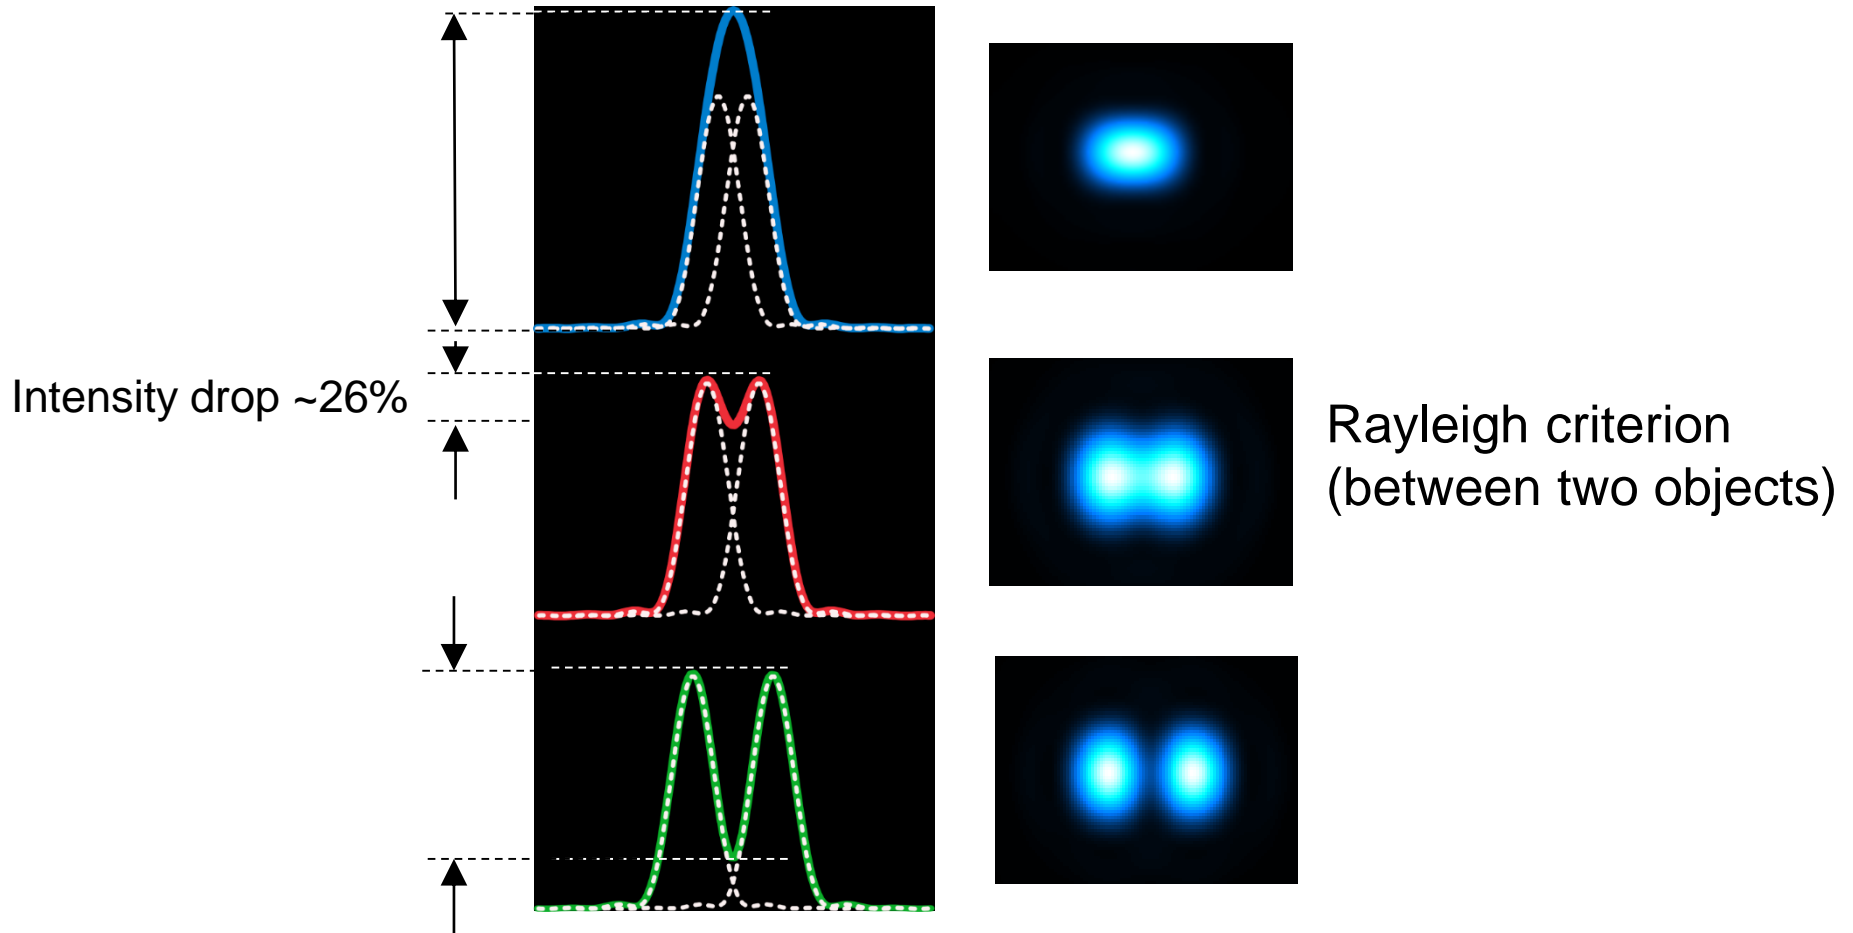 Intensity drop ~26%
Rayleigh criterion
(between two objects)